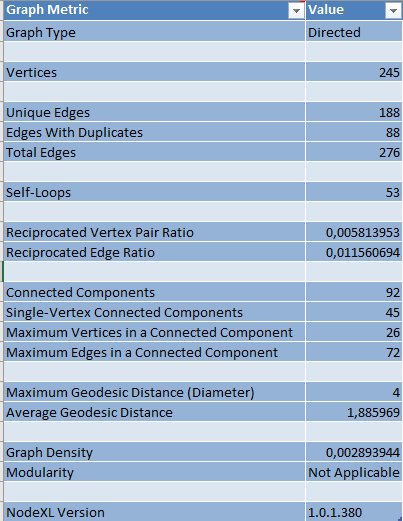 Graph Metric Value
Graph Type Directed
Vertices 245
Unique Edges 188
Edges With Duplicates 88
Total Edges 276
Self-Loops 53
Reciprocated Vertex Pair Ratio 0,005813953
Reciprocated Edge Ratio 0,011560694
Connected Components 92
Single-Vertex Connected Components 45
Maximum Vertices in a Connected Component 26
Maximum Edges in a Connected Component 72
Maximum Geodesic Distance (Diameter) 4
Average Geodesic Distance 1,885969
Graph Density 0,002893944
Modularity Not Applicable
NodeXL Version 1.0.1.380